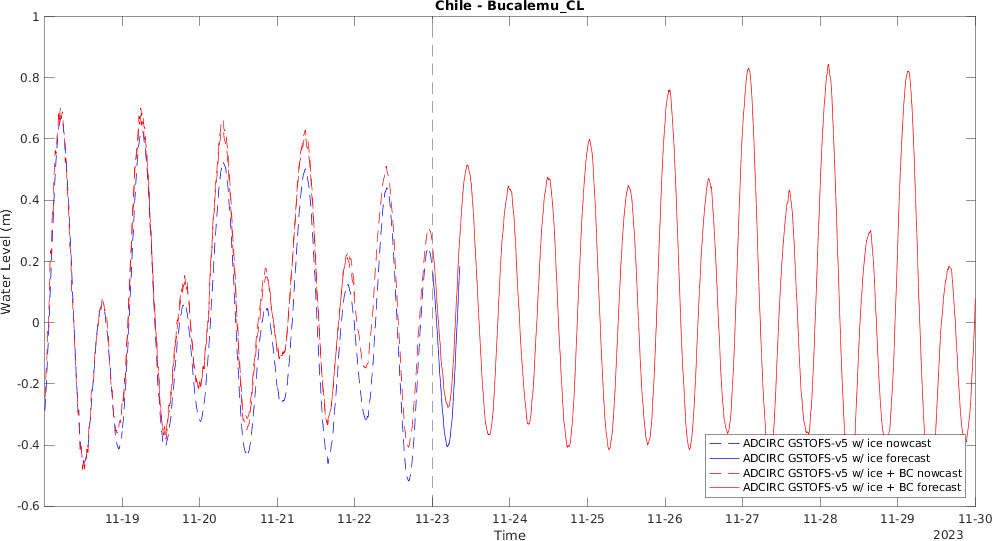 Chile - Bucalemu_CL
Water Level (m)
1
0.8
0.6
0.4
0.2
0
-0.2
-0.4
-0.6
ADCIRC GSTOFS-v5 w/ ice nowcast
ADCIRC GSTOFS-v5 w/ ice forecast
ADCIRC GSTOFS-v5 w/ ice + BC nowcast
ADCIRC GSTOFS-v5 w/ ice + BC forecast
11-19 11-20 11-21 11-22 11-23 11-24 11-25 11-26 11-27 11-28 11-29 11-30
Time
2023